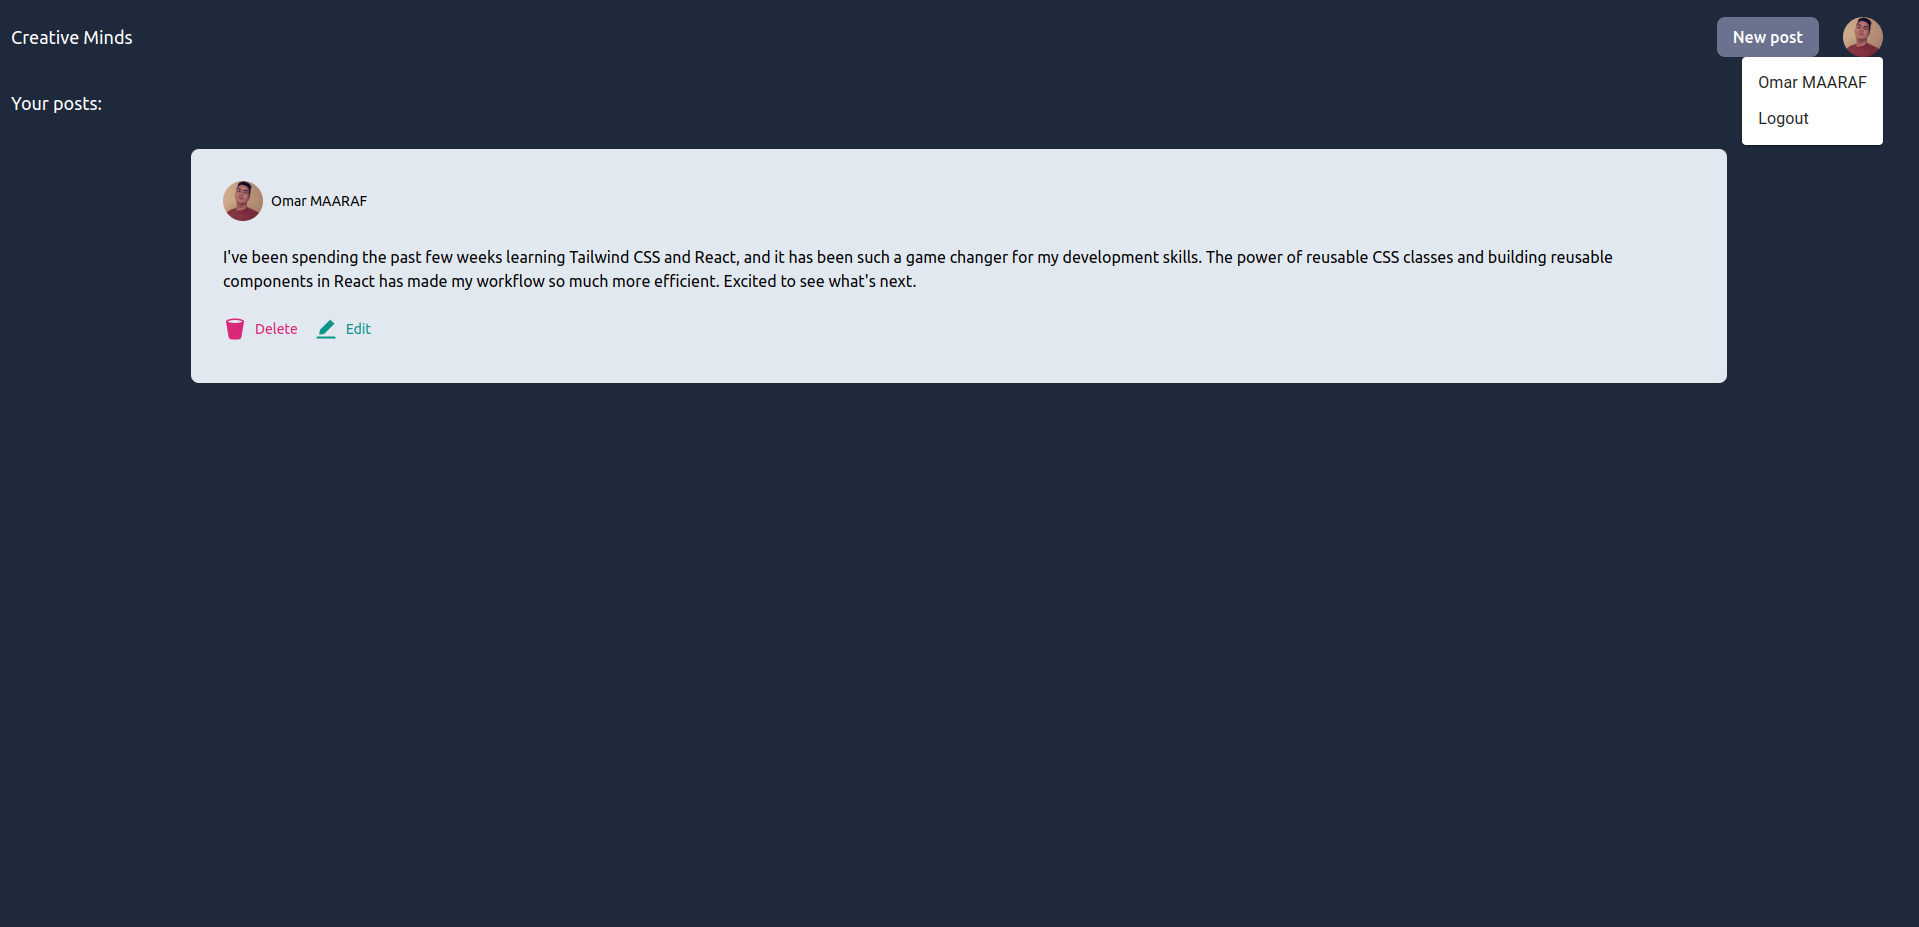 Creative Minds
New post
Omar MAARAF
Logout
Your posts:
Omar MAARAF
I've been spending the past few weeks learning Tailwind CSS and React, and it has been such a game changer for my development skills. The power of reusable CSS classes and building reusable
components in React has made my workflow so much more efficient. Excited to see what's next.
Delete Edit